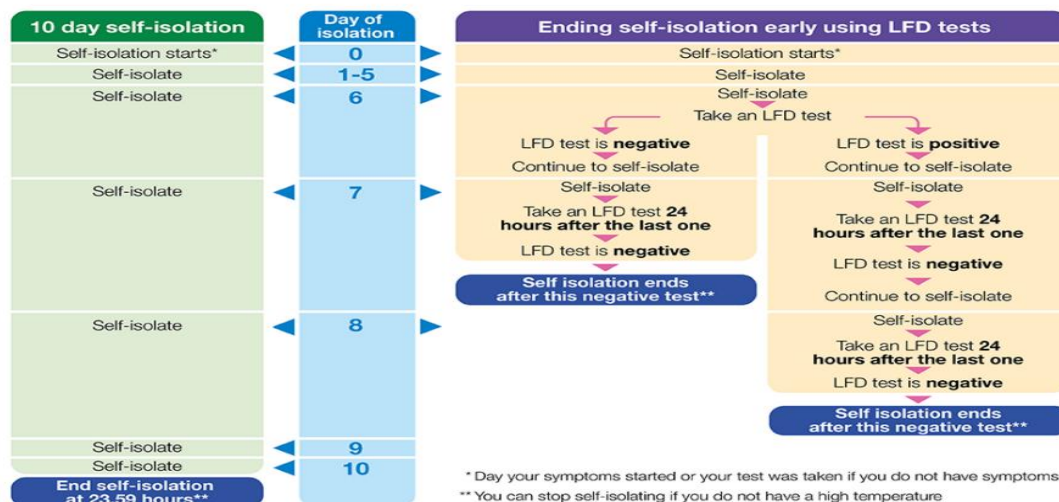 10 day self-isolation
Self-isolation starts*
Self-isolate
Self-isolate
Self-isolate
Self-isolate
Self-isolate
Self-isolate
End self-isolation
at 23.59 hours**
Day of
isolation
0
1-5
6
7
8
9
10
Ending self-isolation early using LFD tests
Self-isolation starts*
Self-isolate
Self-isolate
Take an LFD test
LFD test is negative
Continue to self-isolate
Self-isolate
Take an LFD test 24
hours after the last one
LFD test is negative
Self isolation ends
after this negative test**
LFD test is positive
Continue to self-isolate
Self-isolate
Take an LFD test 24
hours after the last one
LFD test is negative
Continue to self-isolate
Self-isolate
Take an LFD test 24
hours after the last one
LFD test is negative
Self isolation ends
after this negative test**
* Day your symptoms started or your test was taken if you do not have symptoms
** You can stop self-isolating if you do not have a high temperature